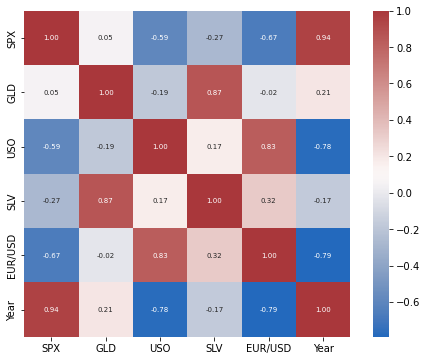 SPX 1.00 0.05 -0.59 -0.27 -0.67 0.94
GLD 0.05 1.00 -0.19 0.87 -0.02 0.21
USO -0.59 -0.19 1.00 0.17 0.83 -0.78
SLV -0.27 0.87 0.17 1.00 0.32 -0.17
EUR/USD -0.67 -0.02 0.83 0.32 1.00 -0.79
Year 0.94 0.21 -0.78 -0.17 -0.79 1.00
SPX GLD USO SLV EUR/USD Year
1.0
0.8
0.6
0.4
0.2
0.0
−0.2
−0.4
−0.6